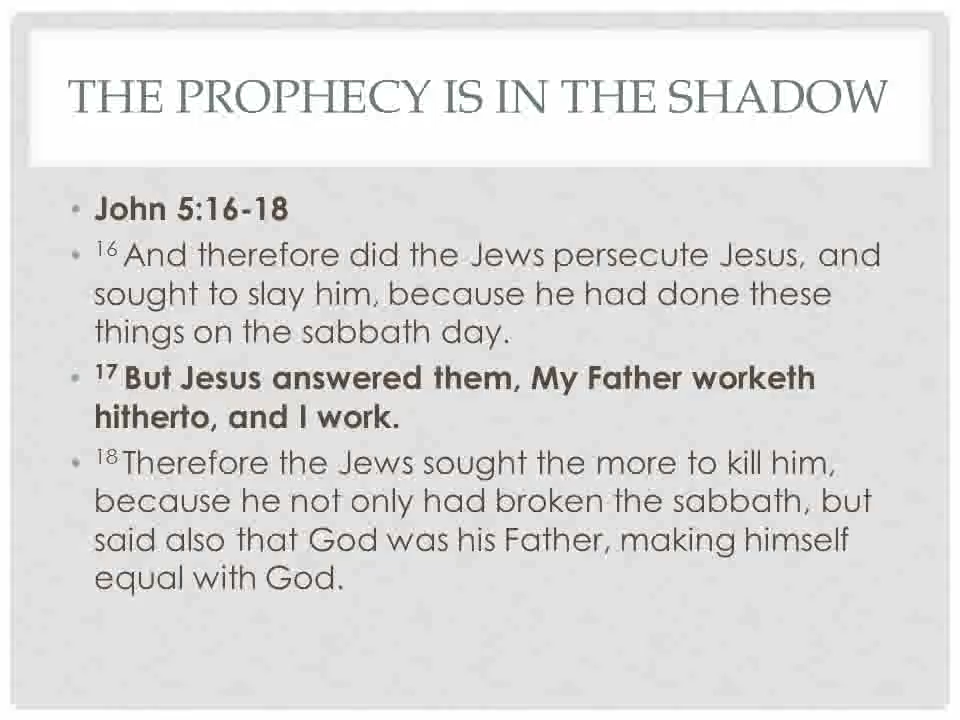 THE PROPHECY IS IN THE SHADOW
• John 5:16-18
• 16 And therefore did the Jews persecute Jesus, and
sought to slay him, because he had done these
things on the sabbath day.
• 17 But Jesus answered them, My Father worketh
hitherto, and I work.
• 18 Therefore the Jews sought the more to kill him,
because he not only had broken the sabbath, but
said also that God was his Father, making himself
equal with God.